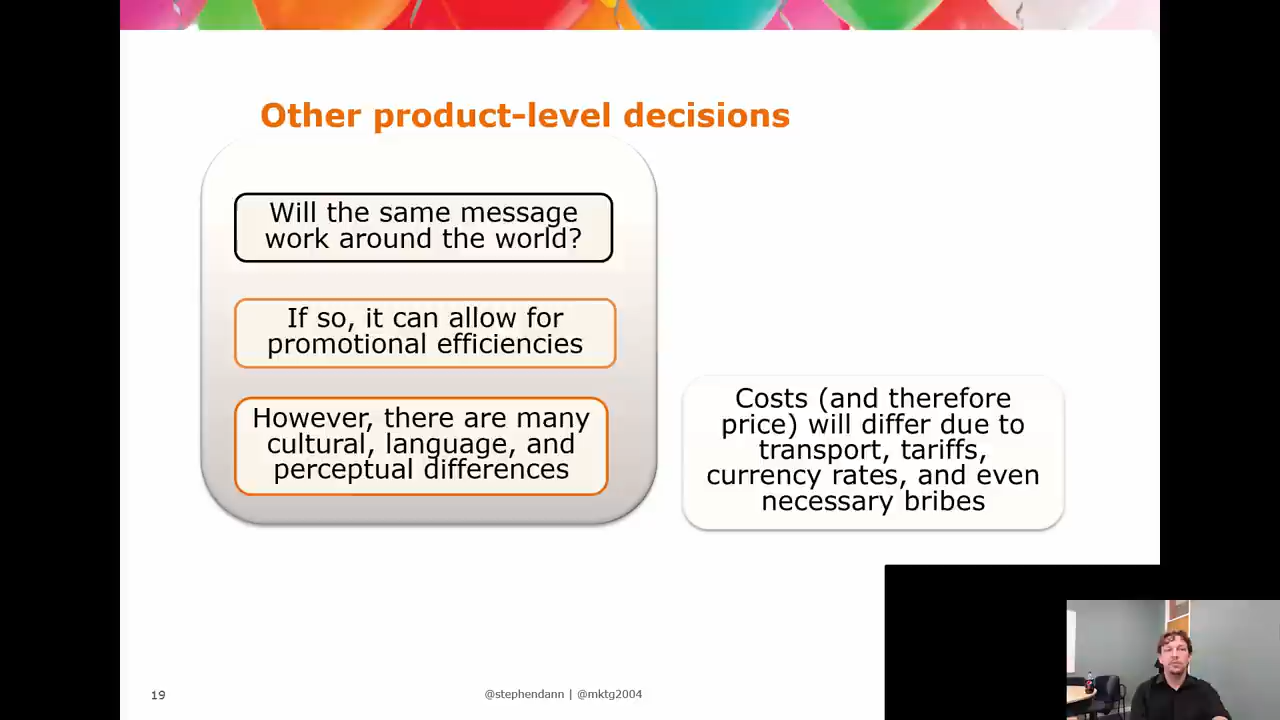 Other product-level decisions
Will the same message
work around the world?
If so, it can allow for
promotional efficiencies
However, there are many
cultural, language, and
perceptual differences
Costs (and therefore
price) will differ due to
transport, tariffs,
currency rates, and even
necessary bribes
19
@stephendann | @mktg2004